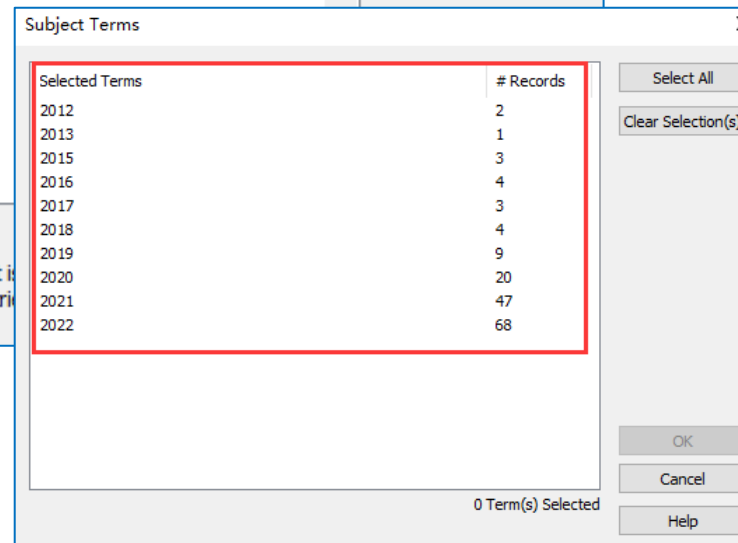 Subject Terms
Selected Terms # Records Select All
2012 2
2013 1 Clear Selection(s)
2015 3
2016 4
2017 3
2018 4
2019 9
2020 20
2021 47
2022 68
OK
Cancel
0 Term(s) Selected
Help